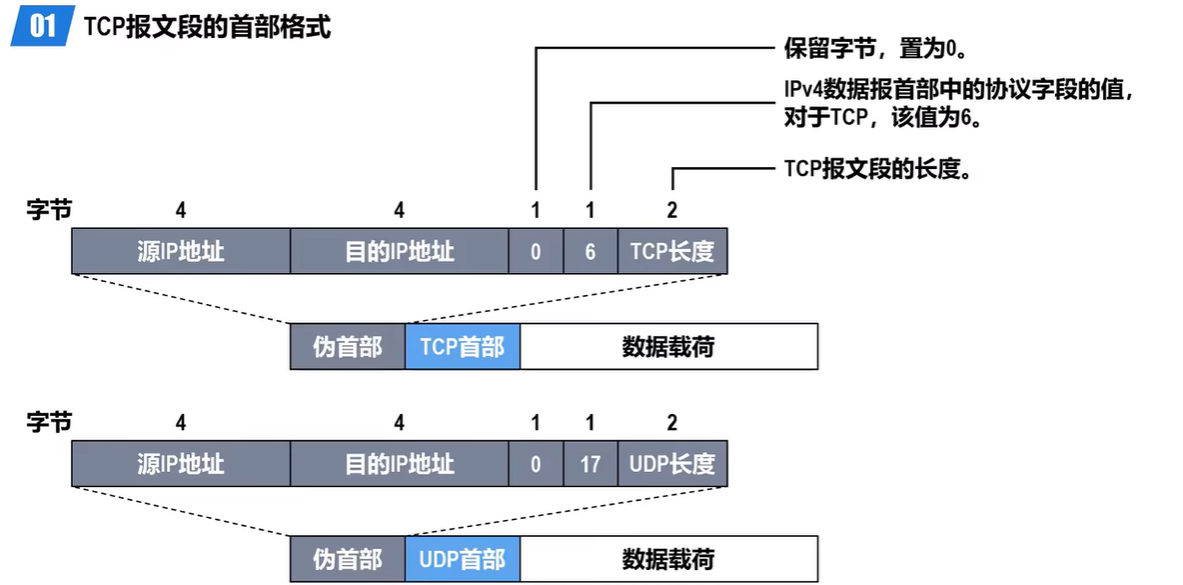 01 TCP报文段的首部格式
保留字节，置为0。
IPv4数据报首部中的协议字段的值，
对于TCP，该值为6。
TCP报文段的长度。
字节 4 4 1 1 2
源IP地址 目的IP地址 0 6 TCP长度
伪首部 TCP首部 数据载荷
字节 4 4 1 1 2
源IP地址 目的IP地址 0 17 UDP长度
伪首部 UDP首部 数据载荷